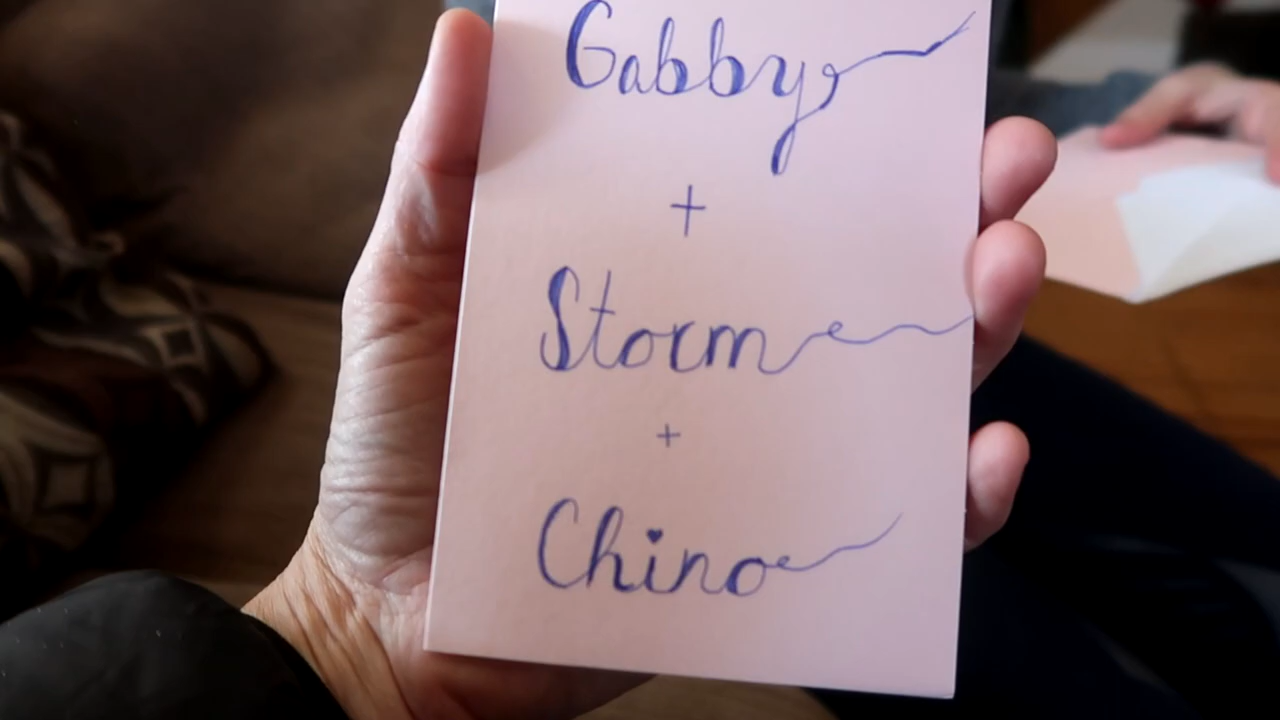 Gabby
+
Storm
+
Chino